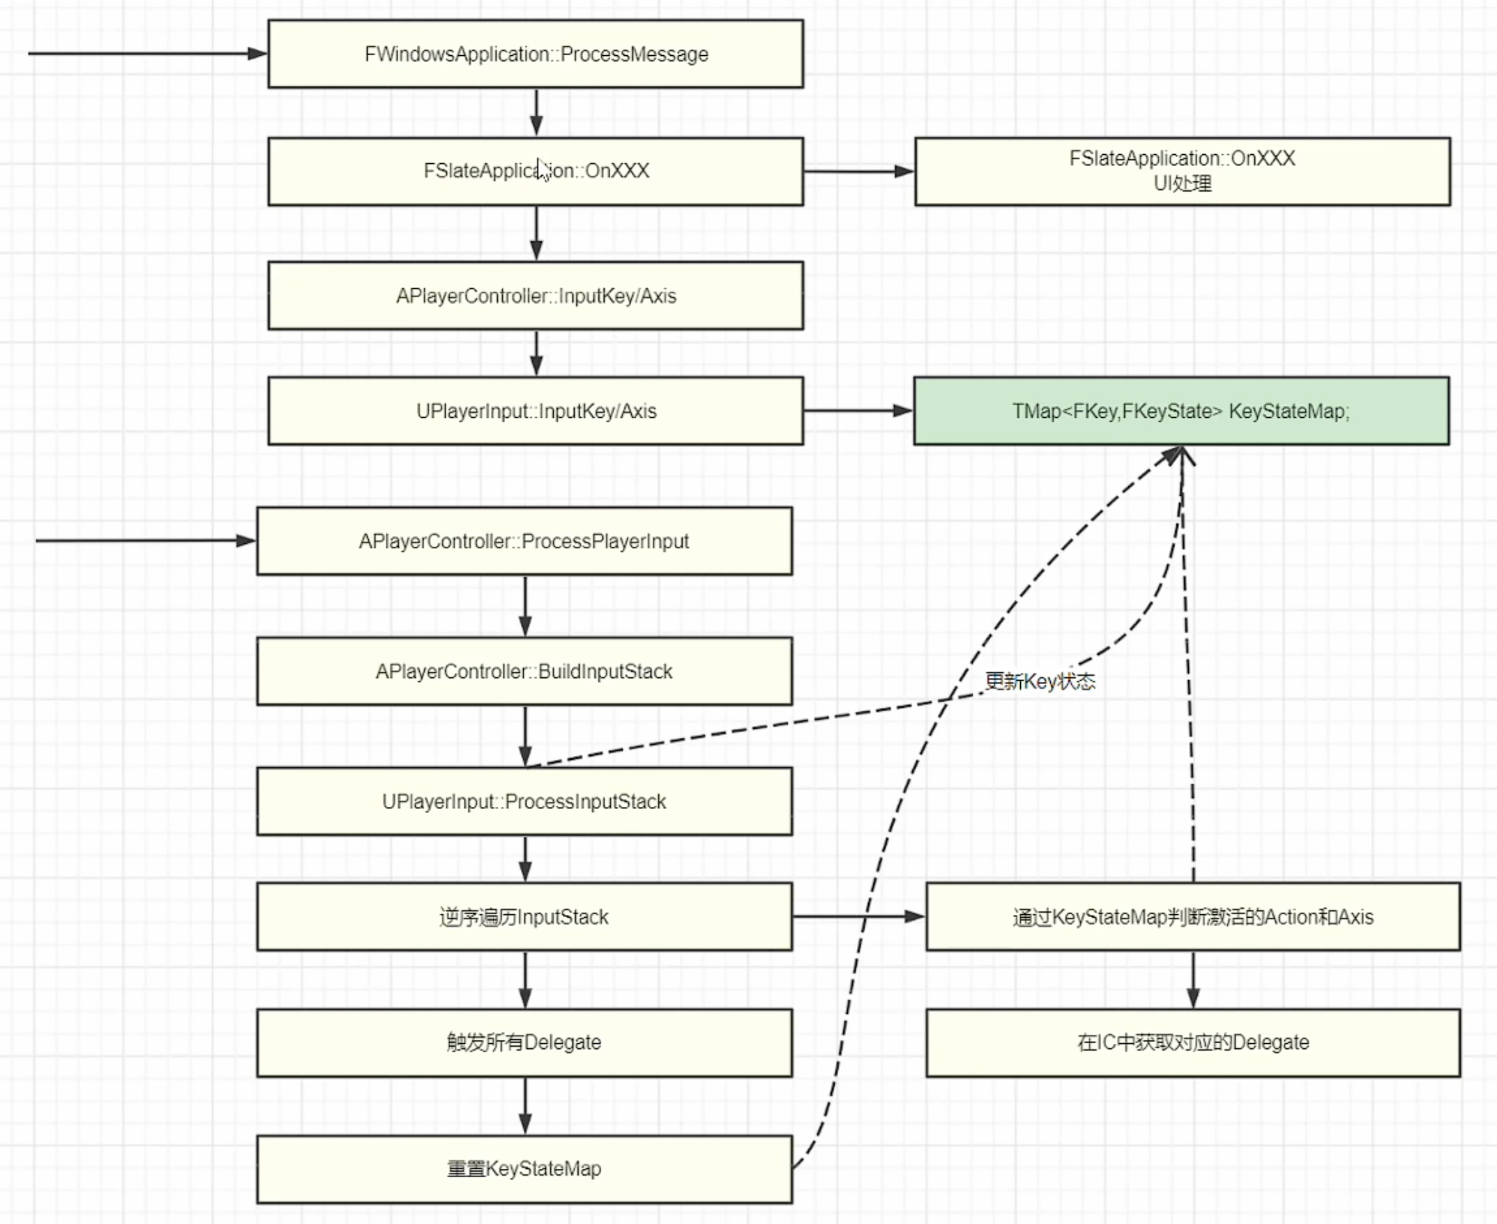 FWindowsApplication::ProcessMessage
FSlateApplication::OnXXX
FSlateApplication::OnXXX
UI处理
APlayerController::InputKey/Axis
UPlayerInput::InputKey/Axis
TMap<FKey,FKeyState> KeyStateMap;
APlayerController::ProcessPlayerInput
APlayerController::BuildInputStack
更新Key状态
UPlayerInput::ProcessInputStack
逆序遍历InputStack
通过KeyStateMap判断激活的Action和Axis
触发所有Delegate
在IC中获取对应的Delegate
重置KeyStateMap